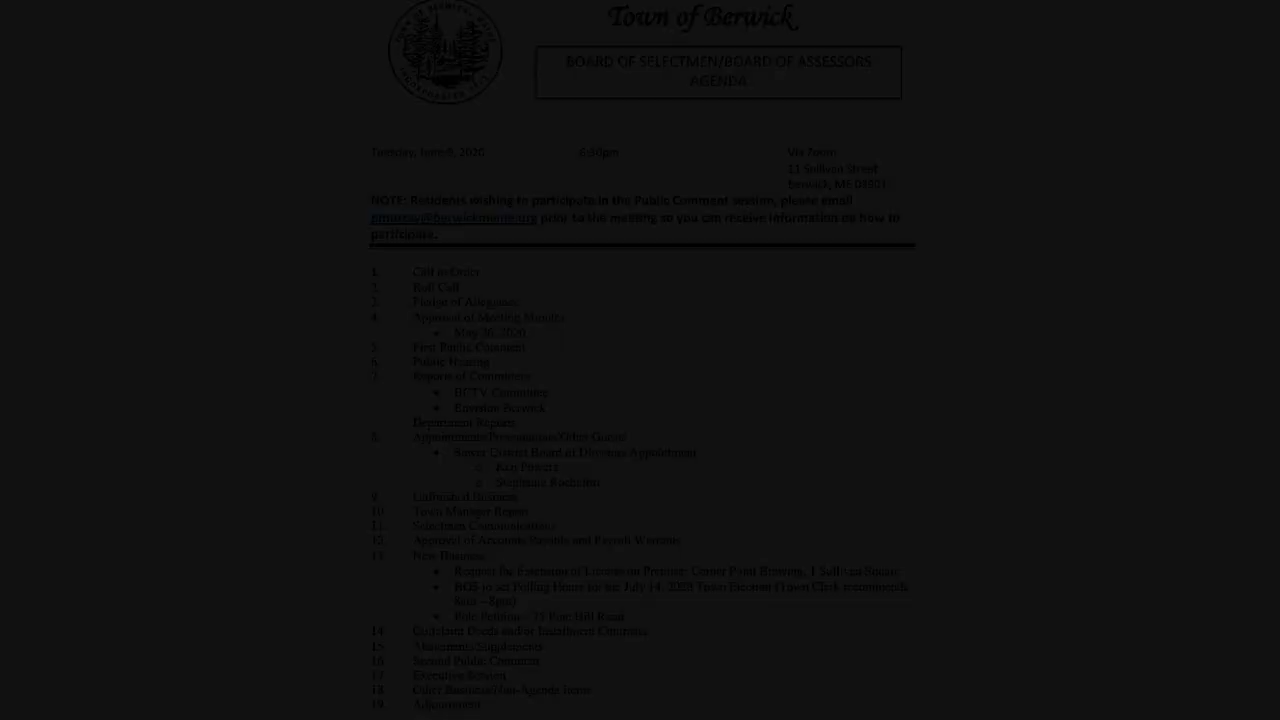 Town of Berwick
BOARD OF SELECTMEN/BOARD OF ASSESSORS
AGENDA
Tuesday, June 9, 2020 6:30pm Via Zoom
11 Sullivan Street
Berwick, ME 03901
NOTE: Residents wishing to participate in the Public Comment session, please email
prior to the meeting so you can receive information on how to
participate.
1. Call to Order
2. Roll Call
3. Pledge of Allegiance
4. Approval of Meeting Minutes
5. First Public Comment
6. Public Hearing
7. Reports of Committees
• BCTV Committee
• Envision Berwick
Department Reports
8. Appointments/Presentations/Other Guests
• Sewer District Board of Directors Appointment
Stephanie Rochefort
9. Unfinished Business
10. Town Manager Report
11. Selectmen Communications
12. Approval of Accounts Payable and Payroll Warrants
13. New Business
• Request for Extension of License on Premise: Corner Point Brewing, 1 Sullivan Square
• BOS to set Polling Hours for the July 14, 2020 Town Election (Town Clerk recommends
8am – 8pm)
• Pole Petition – Pine Hill Road
14. Quitclaim Deeds and/or Installment Contracts
15. Abatements/Supplements
16. Second Public Comment
17. Executive Session
18. Other Business/Non-Agenda Items
19. Adjournment